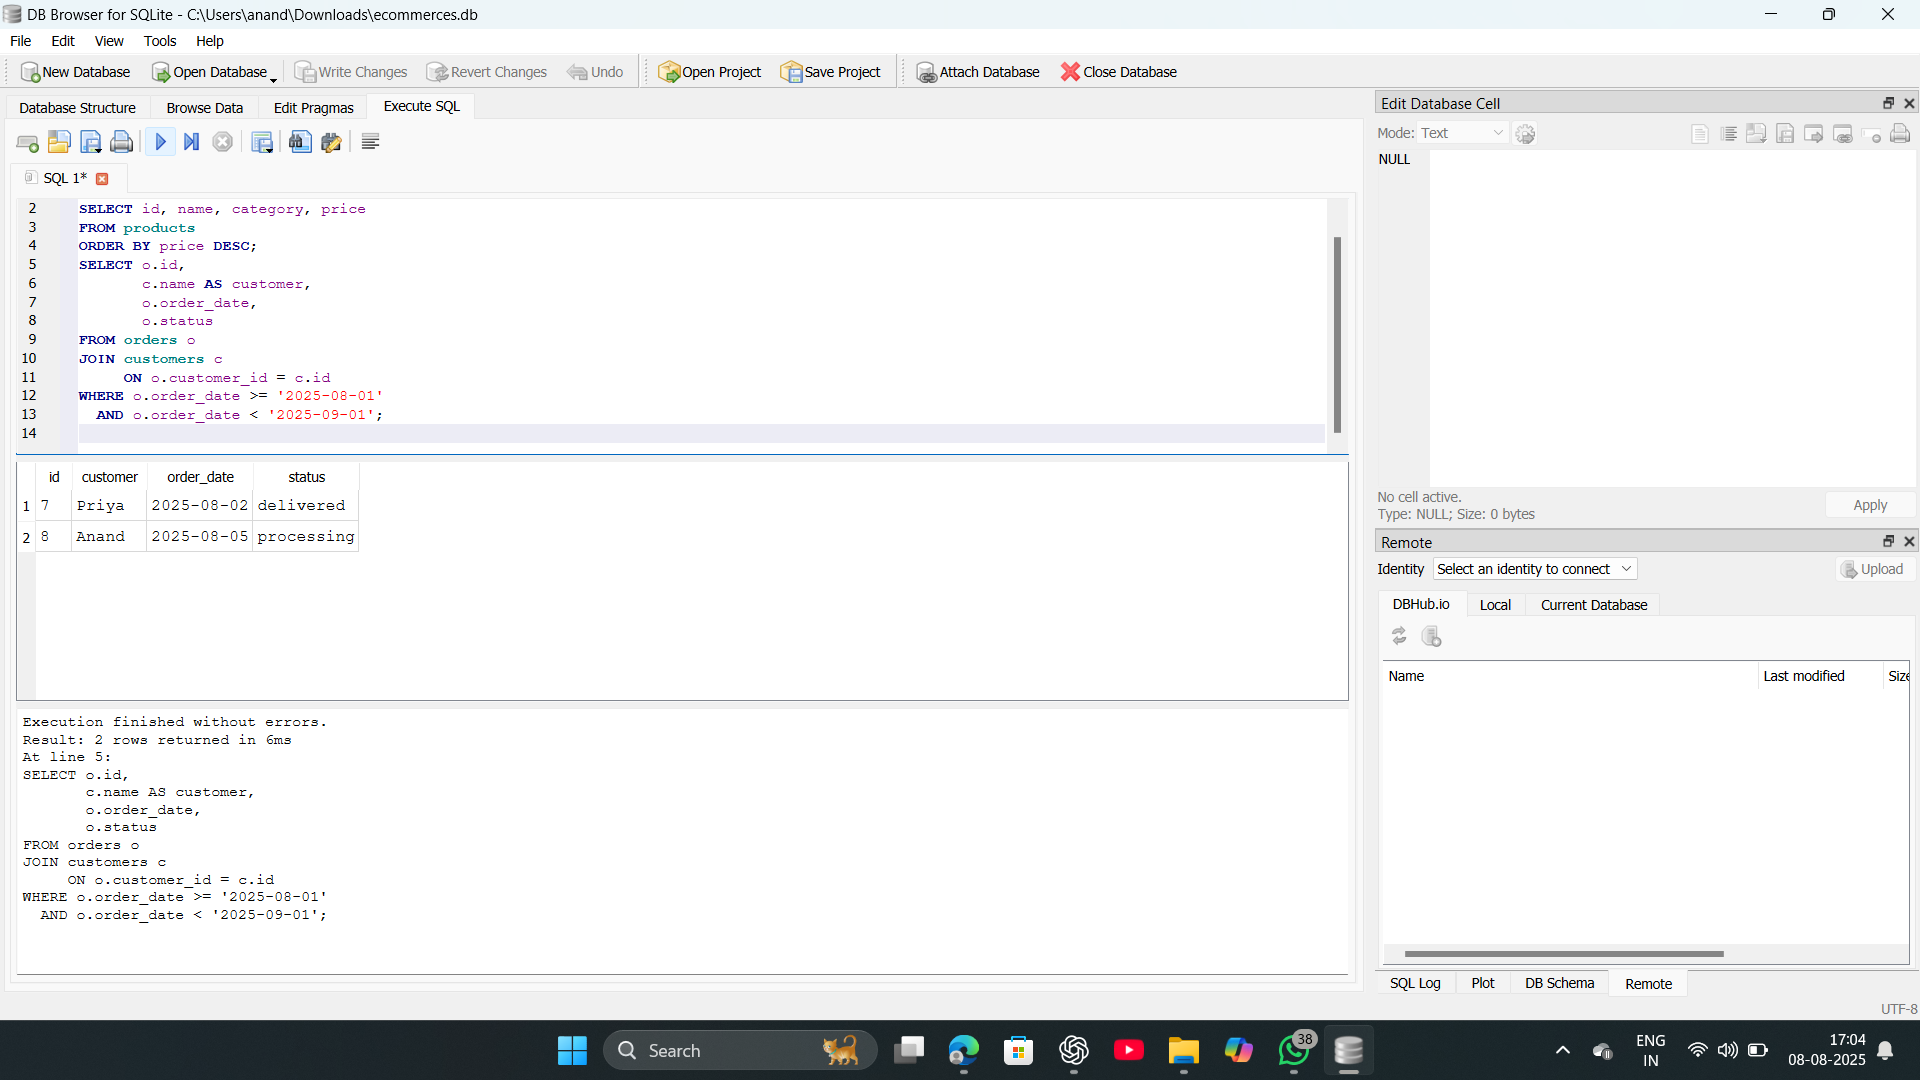 DB Browser for SQLite - C:\Users\anand\Downloads\ecommerces.db
File Edit View Tools Help
New Database Open Database Write Changes Revert Changes Undo Open Project Save Project Attach Database Close Database
Database Structure Browse Data Edit Pragmas Execute SQL
SQL 1*
2 SELECT id, name, category, price
3 FROM products
4 ORDER BY price DESC;
5 SELECT o.id,
6 c.name AS customer,
7 o.order_date,
8 o.status
9 FROM orders o
10 JOIN customers c
11 ON o.customer_id = c.id
12 WHERE o.order_date >= '2025-08-01'
13 AND o.order_date < '2025-09-01';
14
id customer order_date status
1 7 Priya 2025-08-02 delivered
2 8 Anand 2025-08-05 processing
Execution finished without errors.
Result: 2 rows returned in 6ms
At line 5:
SELECT o.id,
c.name AS customer,
o.order_date,
o.status
FROM orders o
JOIN customers c
ON o.customer_id = c.id
WHERE o.order_date >= '2025-08-01'
AND o.order_date < '2025-09-01';
Edit Database Cell
Mode: Text
NULL
No cell active.
Type: NULL; Size: 0 bytes
Apply
Remote
Identity Select an identity to connect Upload
DBHub.io Local Current Database
Name Last modified Size
SQL Log Plot DB Schema Remote
UTF-8
Search
38
ENG
IN
17:04
08-08-2025